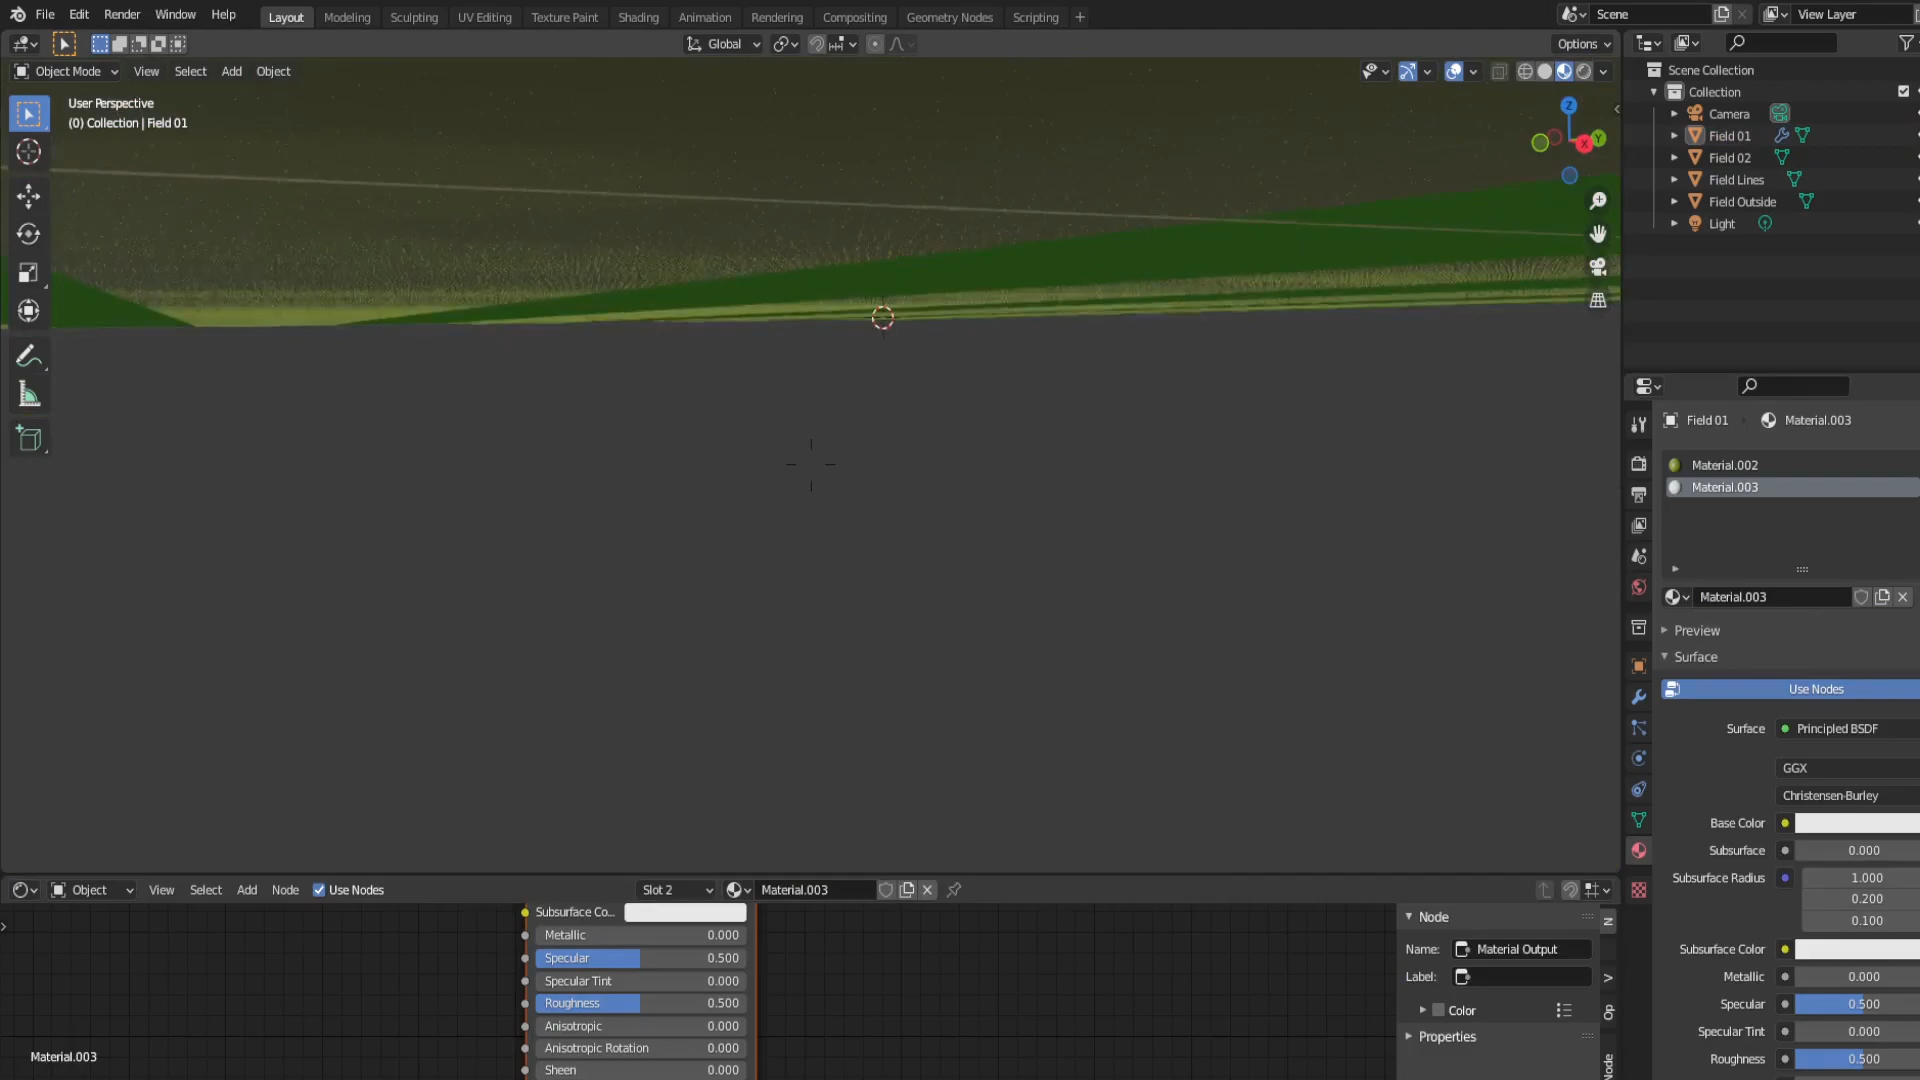 File Edit Render Window Help Layout Modeling Sculpting UV Editing Texture Paint Shading Animation Rendering Compositing Geometry Nodes Scripting + Scene View Layer
Global Options
Object Mode View Select Add Object
User Perspective
(0) Collection | Field 01
Z
Y
X
Scene Collection
Collection
Camera
Field 01
Field 02
Field Lines
Field Outside
Light
Field 01 Material.003
Material.002
Material.003
Material.003
Preview
Surface
Use Nodes
Surface Principled BSDF
GGX
Christensen-Burley
Base Color
Subsurface 0.000
Subsurface Radius 1.000
0.200
0.100
Subsurface Color
Metallic 0.000
Specular 0.500
Specular Tint 0.000
Roughness 0.500
Object View Select Add Node Use Nodes Slot 2 Material.003
Subsurface Co...
Metallic 0.000
Specular 0.500
Specular Tint 0.000
Roughness 0.500
Anisotropic 0.000
Anisotropic Rotation 0.000
Sheen 0.000
Node
Name: Material Output
Label:
Color
Properties
Op
Node
Material.003